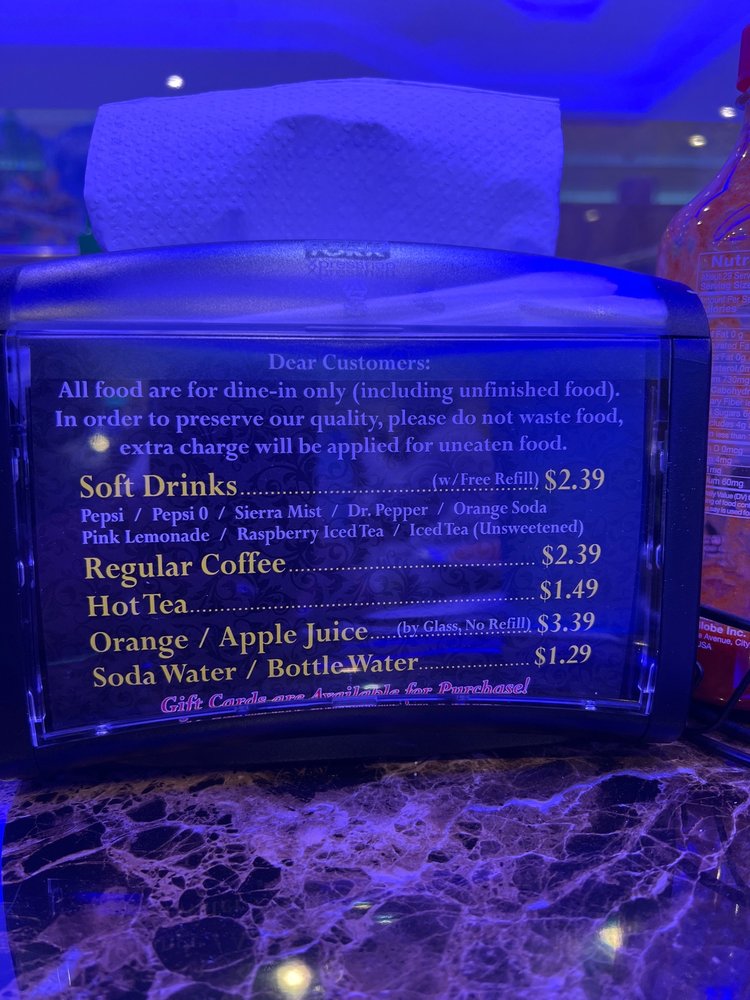 Xpressnap
Dear Customers:
All food are for dine-in only (including unfinished food).
In order to preserve our quality, please do not waste food,
extra charge will be applied for uneaten food.
Soft Drinks (w/Free Refill) $2.39
Pepsi / Pepsi 0 / Sierra Mist / Dr. Pepper / Orange Soda
Pink Lemonade / Raspberry Iced Tea / Iced Tea (Unsweetened)
Regular Coffee $2.39
Hot Tea $1.49
Orange / Apple Juice (by Glass, No Refill) $3.39
Soda Water / Bottle Water $1.29
Gift Cards are Available for Purchase!